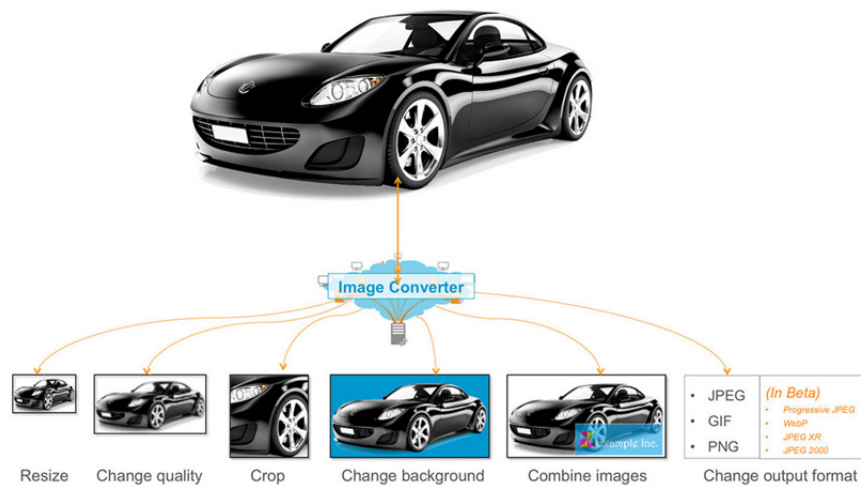 Image Converter
Example Inc.
• JPEG
• GIF
• PNG
(In Beta)
• Progressive JPEG
• WebP
• JPEG XR
• JPEG 2000
Resize
Change quality
Crop
Change background
Combine images
Change output format